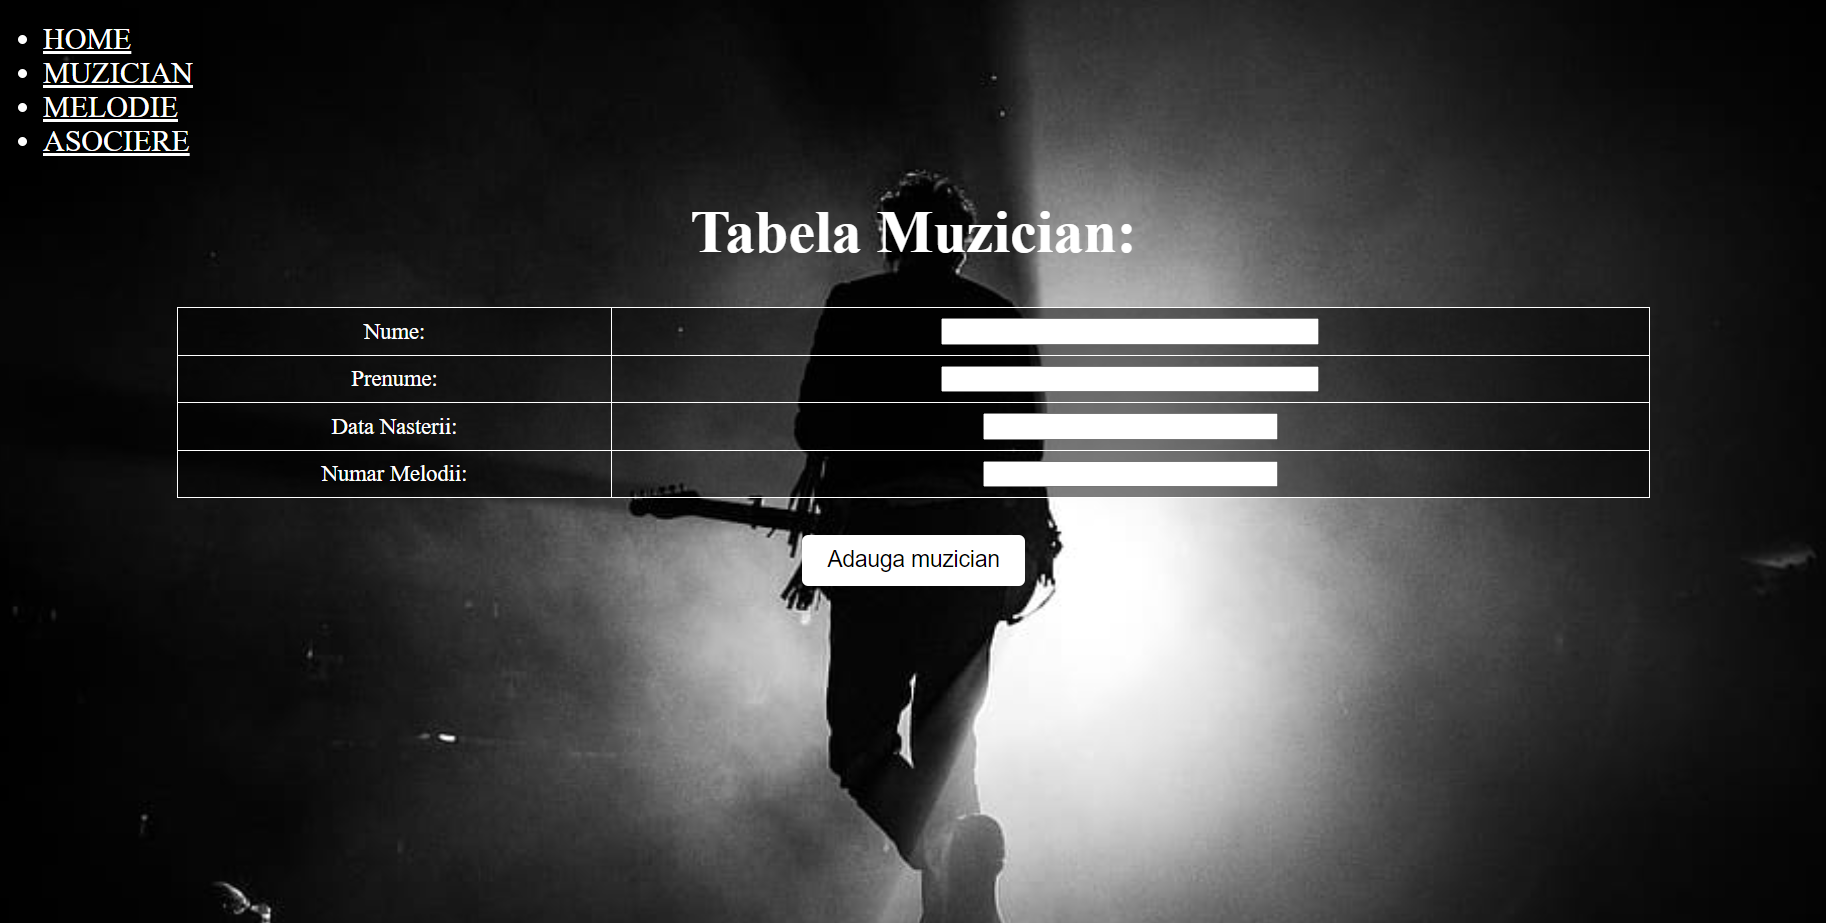 HOME
MUZICIAN
MELODIE
ASOCIERE
Tabela Muzician:
Nume:
Prenume:
Data Nasterii:
Numar Melodii:
Adauga muzician